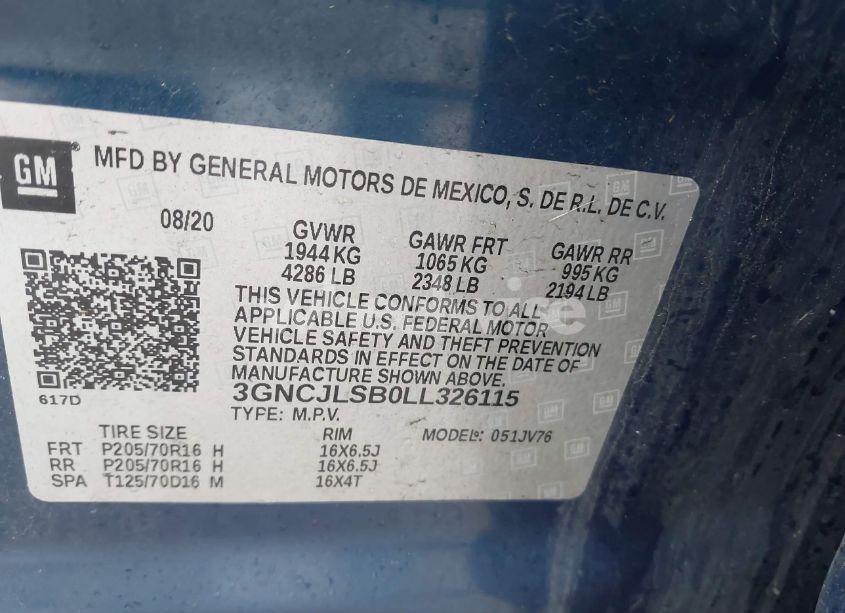 GM
MFD BY GENERAL MOTORS DE MEXICO, S. DE R.L. DE C.V.
08/20
GVWR GAWR FRT GAWR RR
1944 KG 1065 KG 995 KG
4286 LB 2348 LB 2194 LB
THIS VEHICLE CONFORMS TO ALL
APPLICABLE U.S. FEDERAL MOTOR
VEHICLE SAFETY AND THEFT PREVENTION
STANDARDS IN EFFECT ON THE DATE OF
MANUFACTURE SHOWN ABOVE.
617D
3GNCJLSB0LL326115
TYPE: M.P.V.
TIRE SIZE RIM MODEL: 051JV76
FRT P205/70R16 H 16X6.5J
RR P205/70R16 H 16X6.5J
SPA T125/70D16 M 16X4T